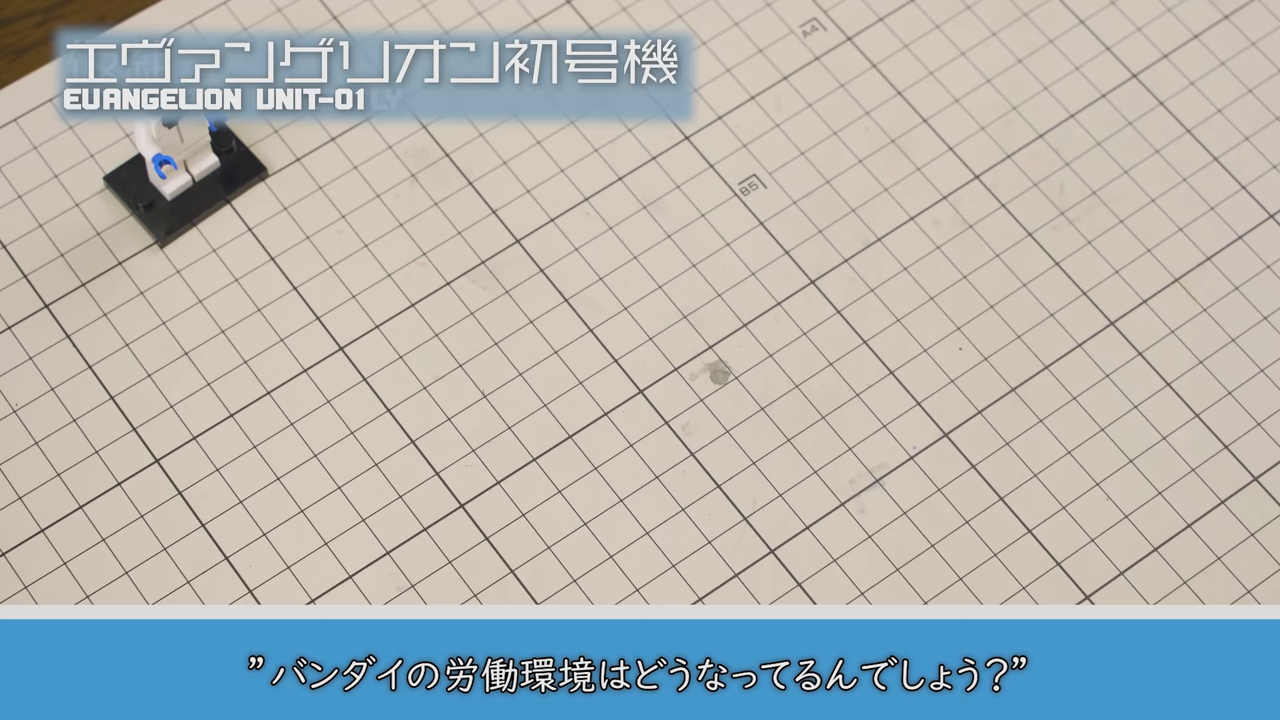 エヴァンゲリオン初号機
EVANGELION UNIT-01
A4
B5
”バンダイの労働環境はどうなってるんでしょう？”